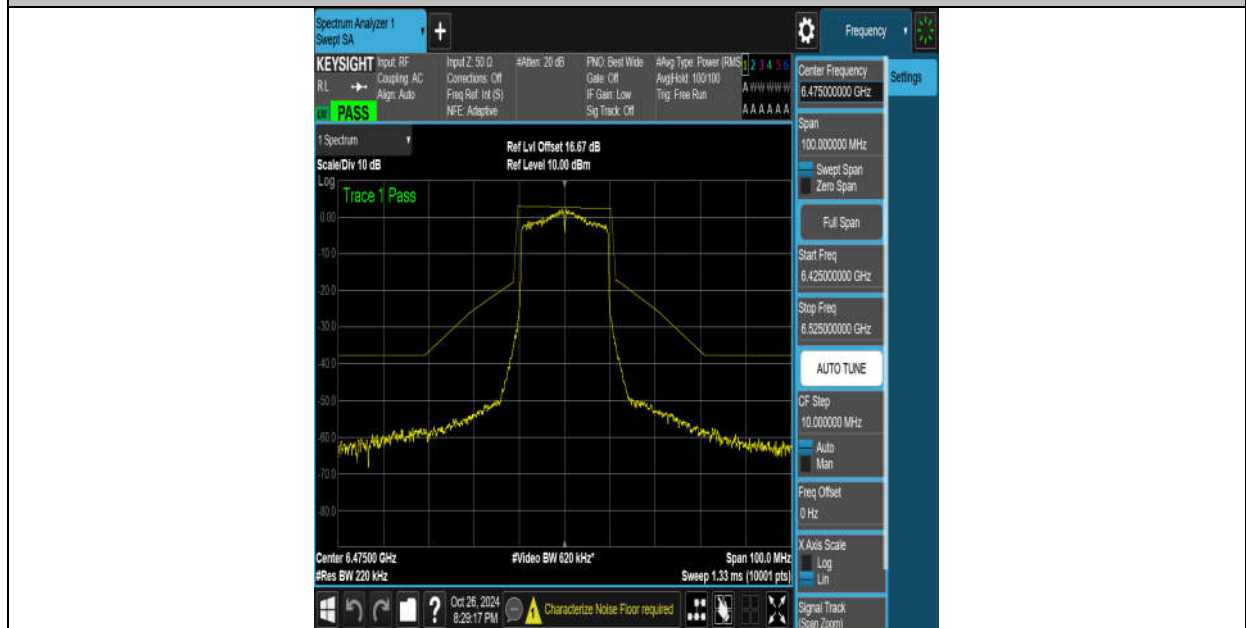 Spectrum Analyzer 1
Swept SA
+
Frequency
KEYSIGHT
RL
PASS
Input: RF
Coupling: AC
Align: Auto
Input Z: 50 Ω
Corrections: Off
Freq Ref: Int (S)
NFE: Adaptive
#Atten: 20 dB
PNO: Best Wide
Gate: Off
IF Gain: Low
Sig Track: Off
#Avg Type: Power (RMS
Avg|Hold: 100/100
Trig: Free Run
1 2 3 4 5 6
A W W W W W
A A A A A A
1 Spectrum
Scale/Div 10 dB
Ref Lvl Offset 16.67 dB
Ref Level 10.00 dBm
Log
Trace 1 Pass
0.00
-10.0
-20.0
-30.0
-40.0
-50.0
-60.0
-70.0
-80.0
Center 6.47500 GHz
#Res BW 220 kHz
#Video BW 620 kHz*
Span 100.0 MHz
Sweep 1.33 ms (10001 pts)
?
Oct 26, 2024
8:29:17 PM
Characterize Noise Floor required
Center Frequency
6.475000000 GHz
Settings
Span
100.000000 MHz
Swept Span
Zero Span
Full Span
Start Freq
6.425000000 GHz
Stop Freq
6.525000000 GHz
AUTO TUNE
CF Step
10.000000 MHz
Auto
Man
Freq Offset
0 Hz
X Axis Scale
Log
Lin
Signal Track
(Span Zoom)